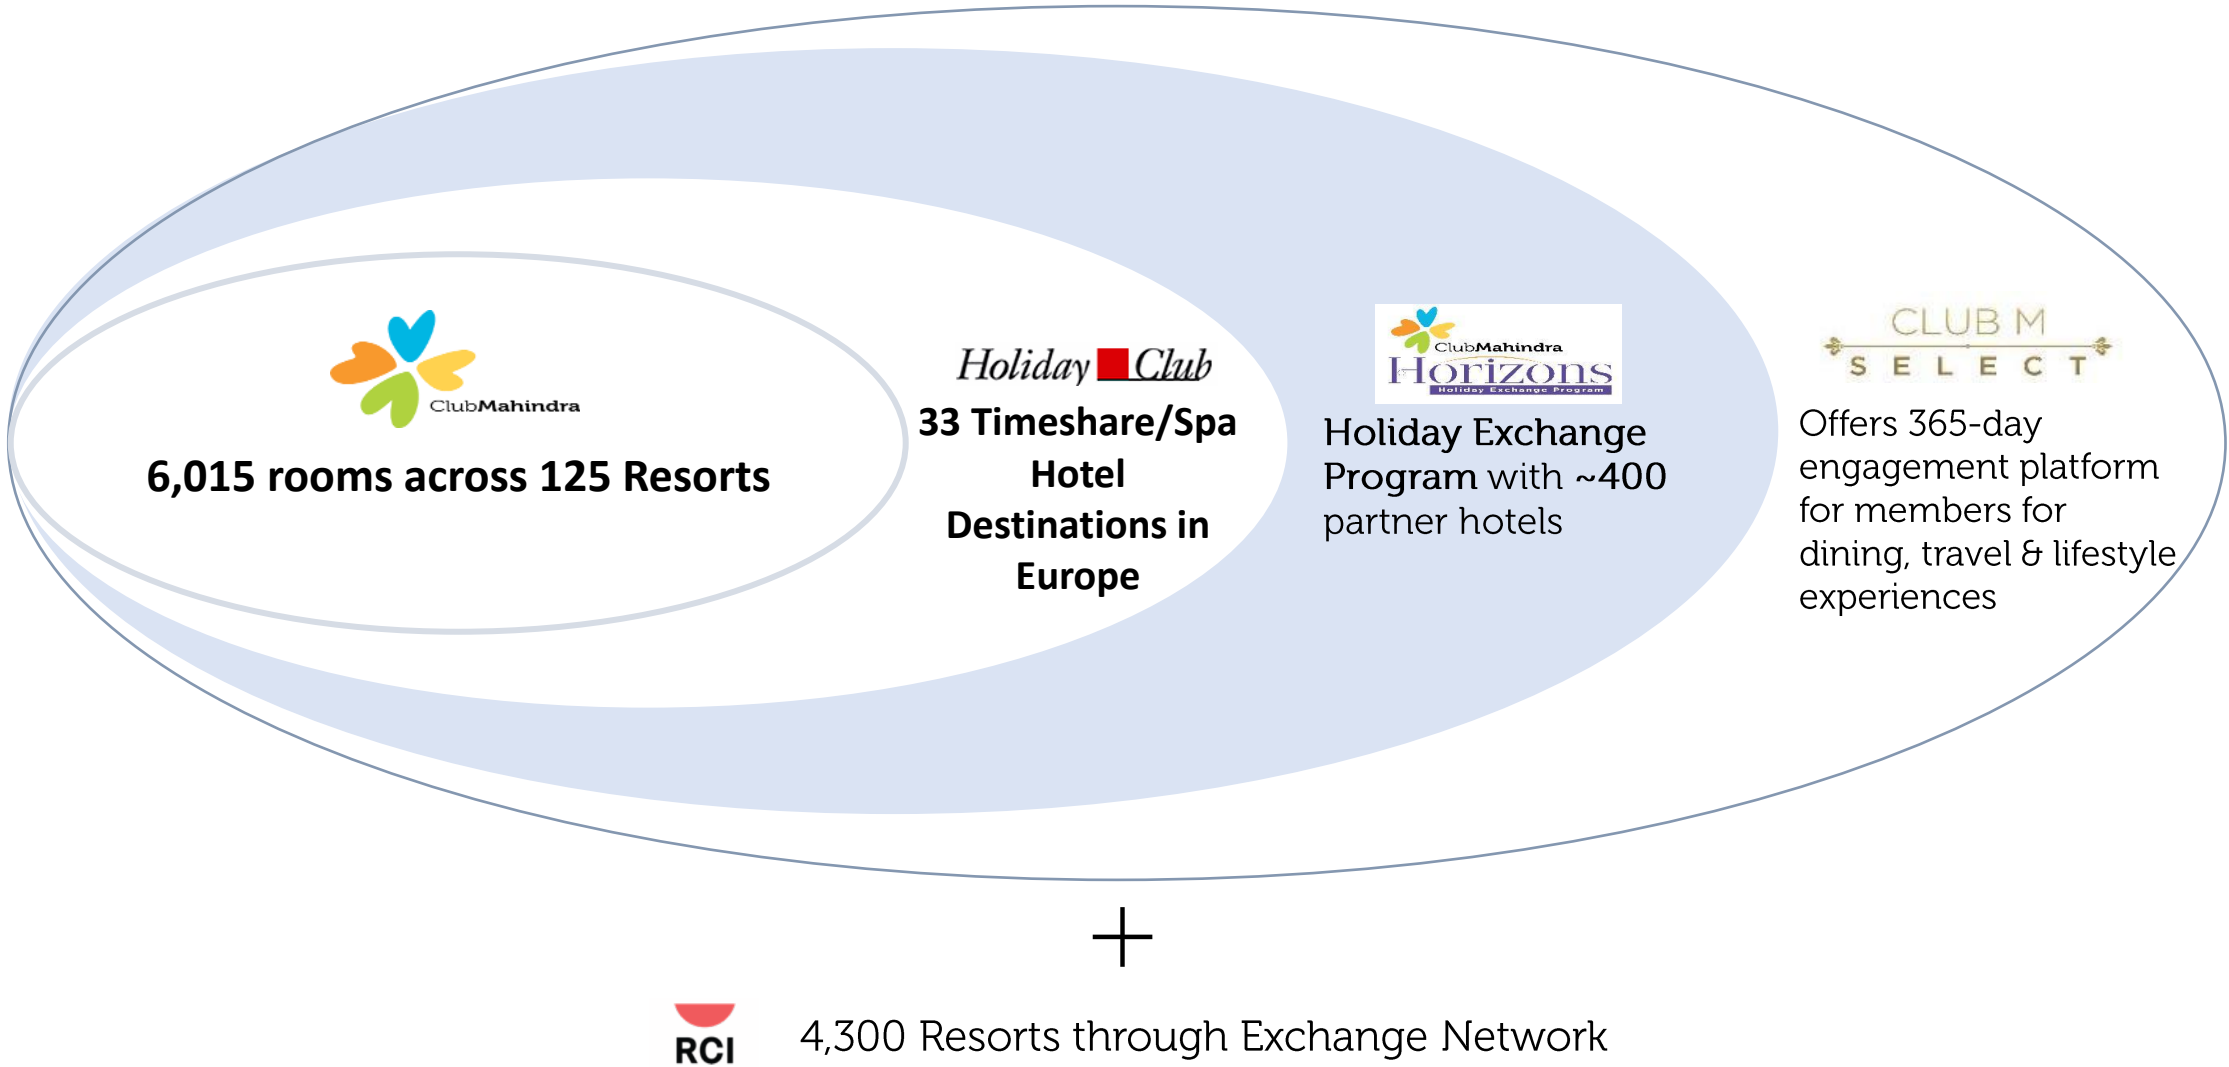 ClubMahindra
6,015 rooms across 125 Resorts
Holiday Club
33 Timeshare/Spa
Hotel
Destinations in
Europe
ClubMahindra
Horizons
Holiday Exchange Program
Holiday Exchange
Program with ~400
partner hotels
CLUB M
SELECT
Offers 365-day
engagement platform
for members for
dining, travel & lifestyle
experiences
+
RCI
4,300 Resorts through Exchange Network